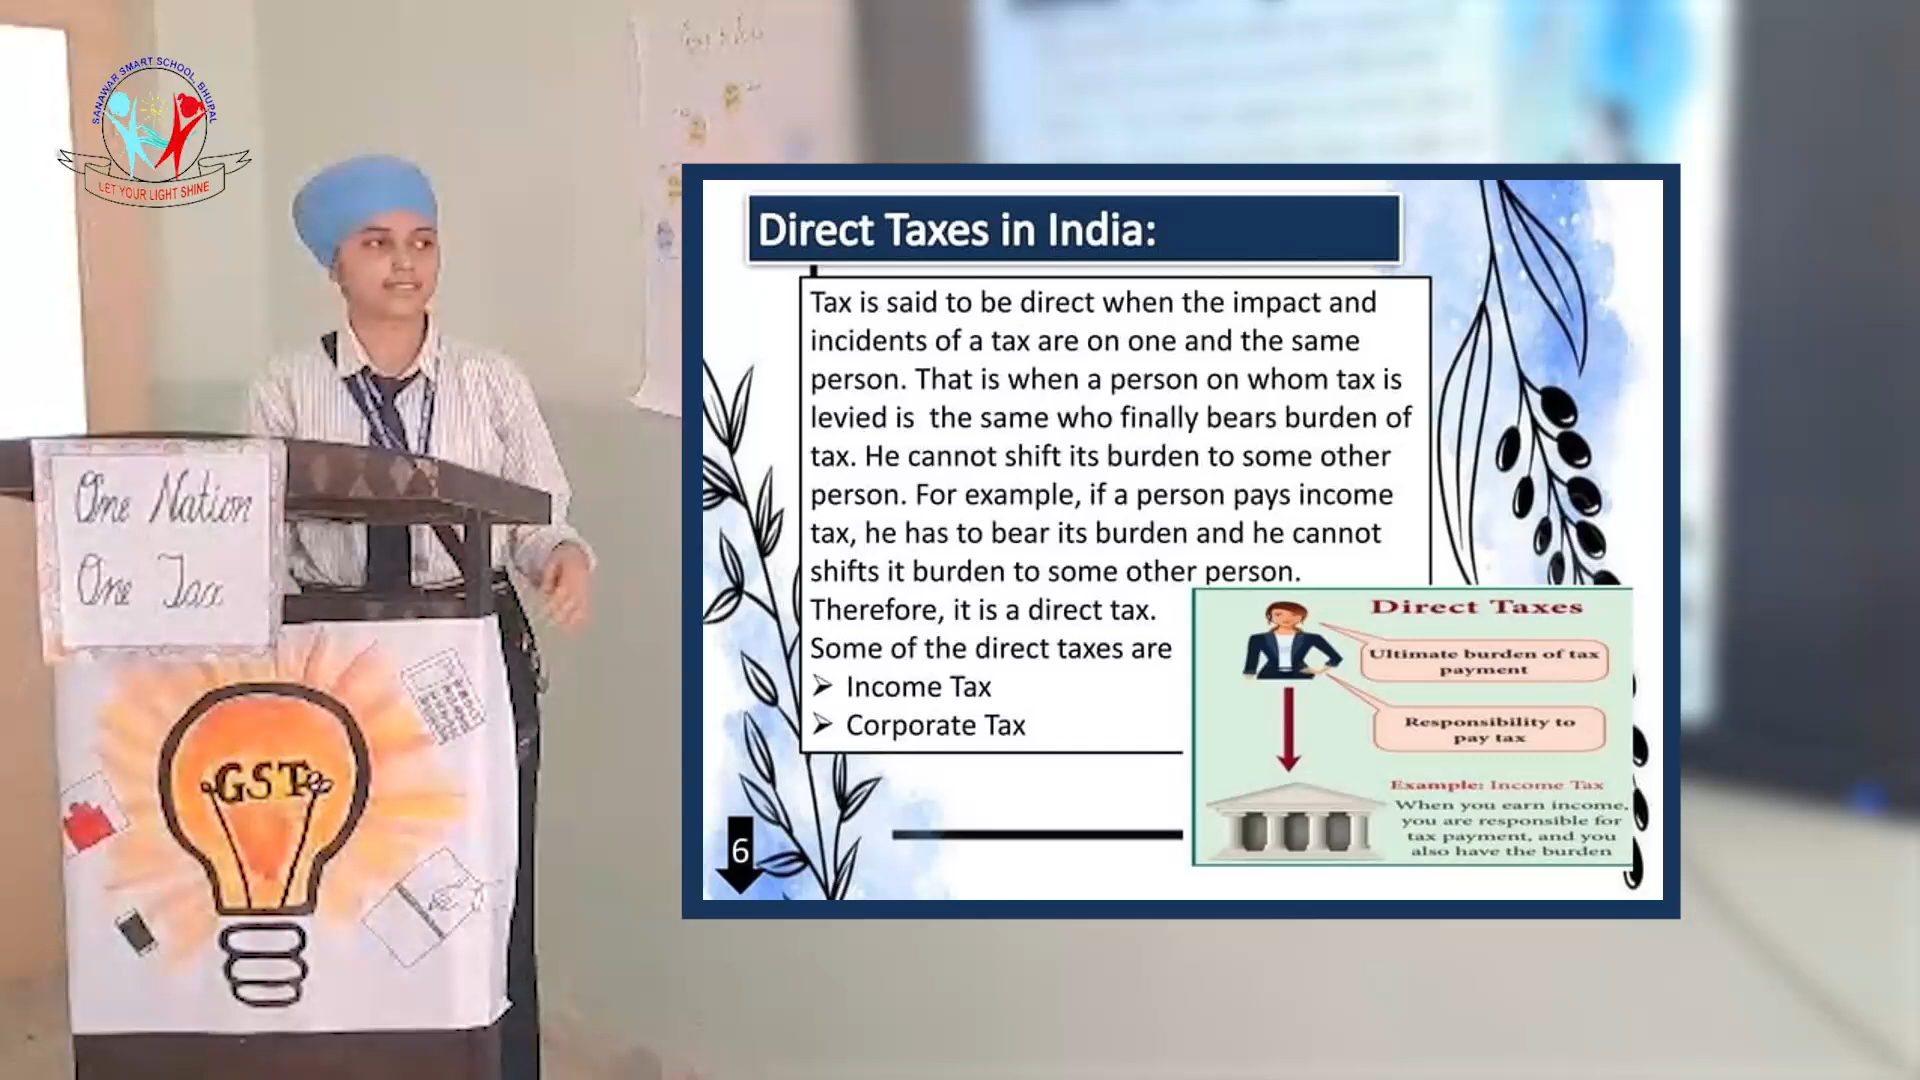 SANAWAR SMART SCHOOL, BHUPAL
LET YOUR LIGHT SHINE
One Nation
One Tax
GST
Direct Taxes in India:
Tax is said to be direct when the impact and
incidents of a tax are on one and the same
person. That is when a person on whom tax is
levied is the same who finally bears burden of
tax. He cannot shift its burden to some other
person. For example, if a person pays income
tax, he has to bear its burden and he cannot
shifts it burden to some other person.
Therefore, it is a direct tax.
Some of the direct taxes are
➢ Income Tax
➢ Corporate Tax
Direct Taxes
Ultimate burden of tax
payment
Responsibility to
pay tax
Example: Income Tax
When you earn income,
you are responsible for
tax payment, and you
also have the burden
6